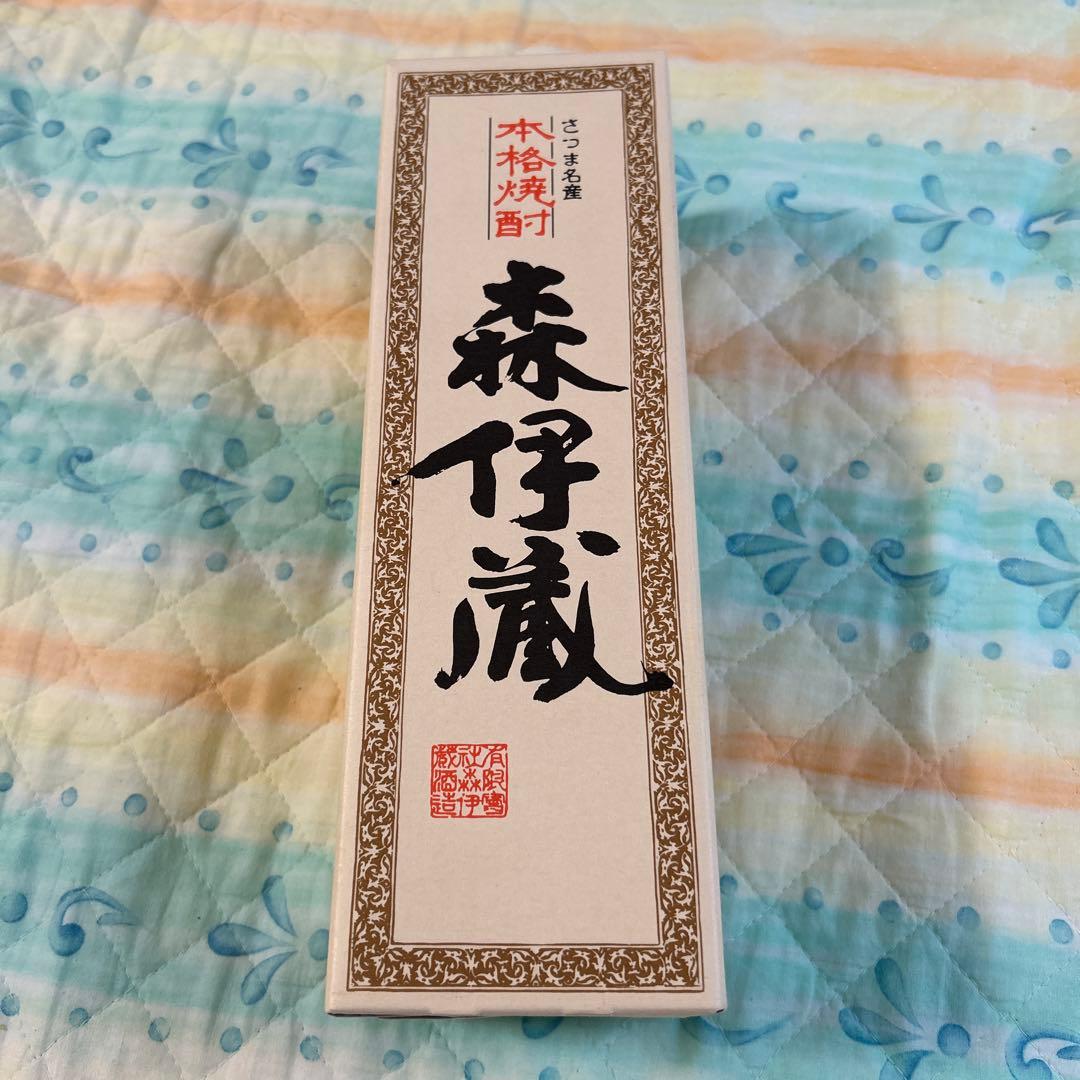 さつま名産
本格焼酎
森伊蔵
有限會
社森伊
蔵酒造